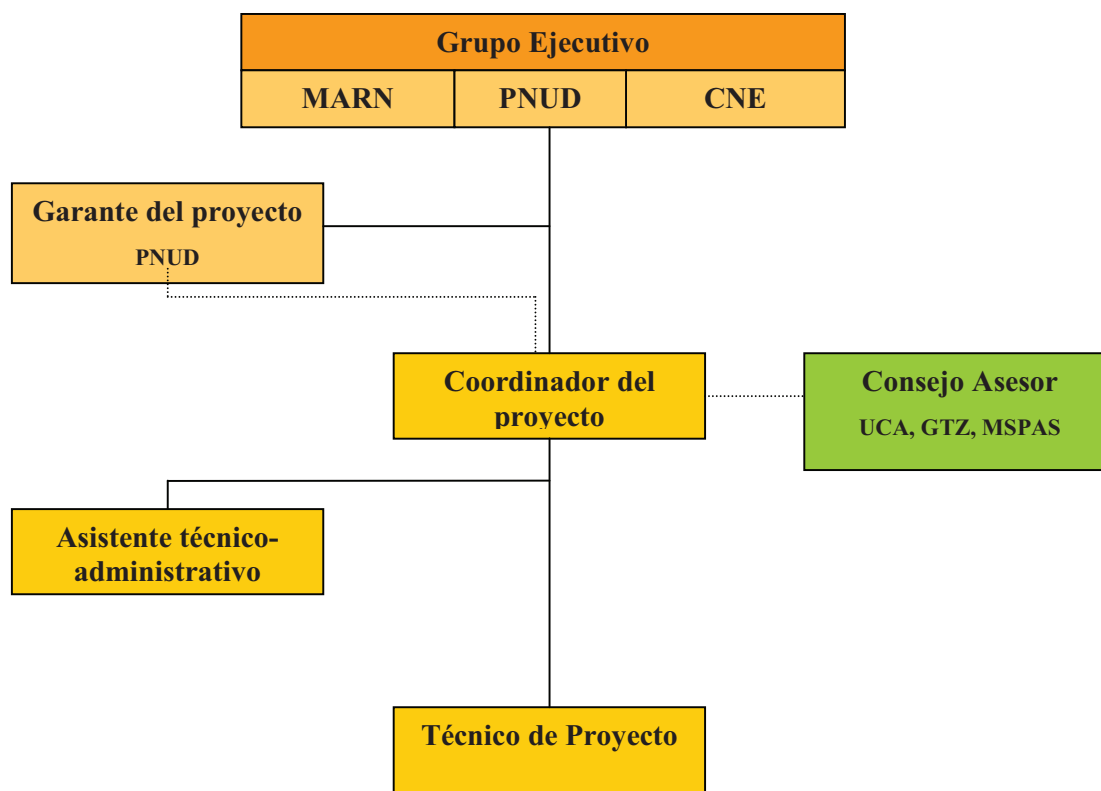 Grupo Ejecutivo
MARN PNUD CNE
Garante del proyecto
PNUD
Coordinador del
proyecto
Consejo Asesor
UCA, GTZ, MSPAS
Asistente técnico-
administrativo
Técnico de Proyecto